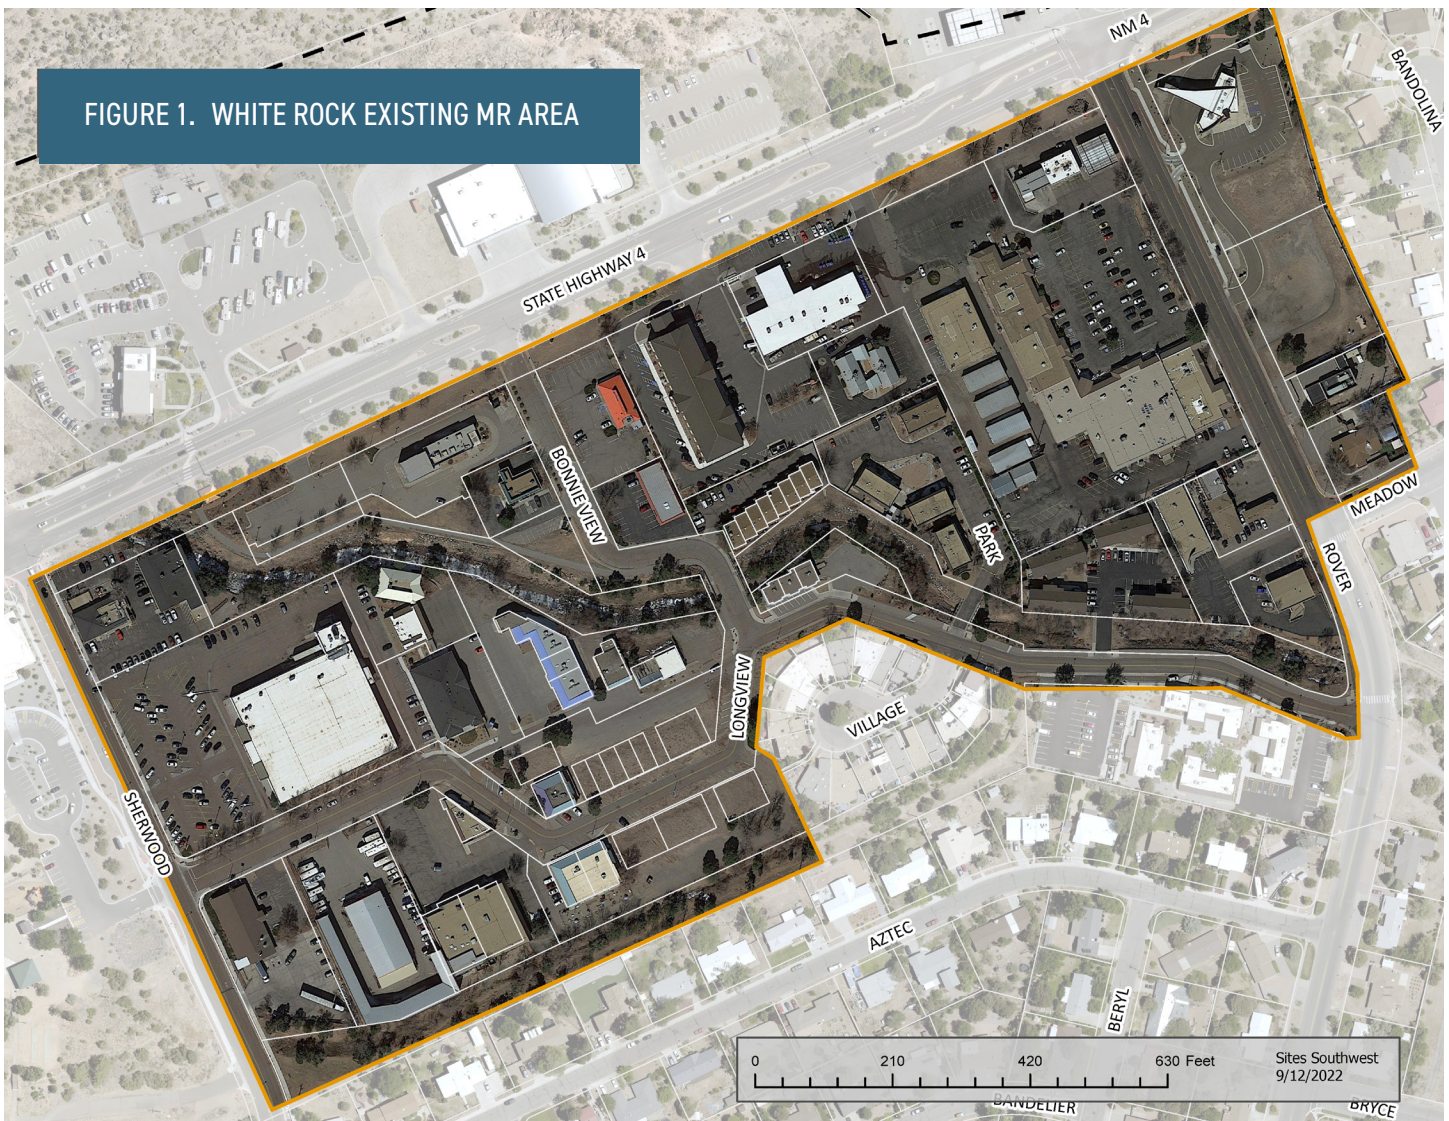 FIGURE 1. WHITE ROCK EXISTING MR AREA
NM 4
BANDOLINA
STATE HIGHWAY 4
BONNIEVIEW
MEADOW
PARK
ROVER
LONGVIEW
VILLAGE
SHERWOOD
AZTEC
BERYL
0 210 420 630 Feet
Sites Southwest
9/12/2022
BANDELIER
BRYCE